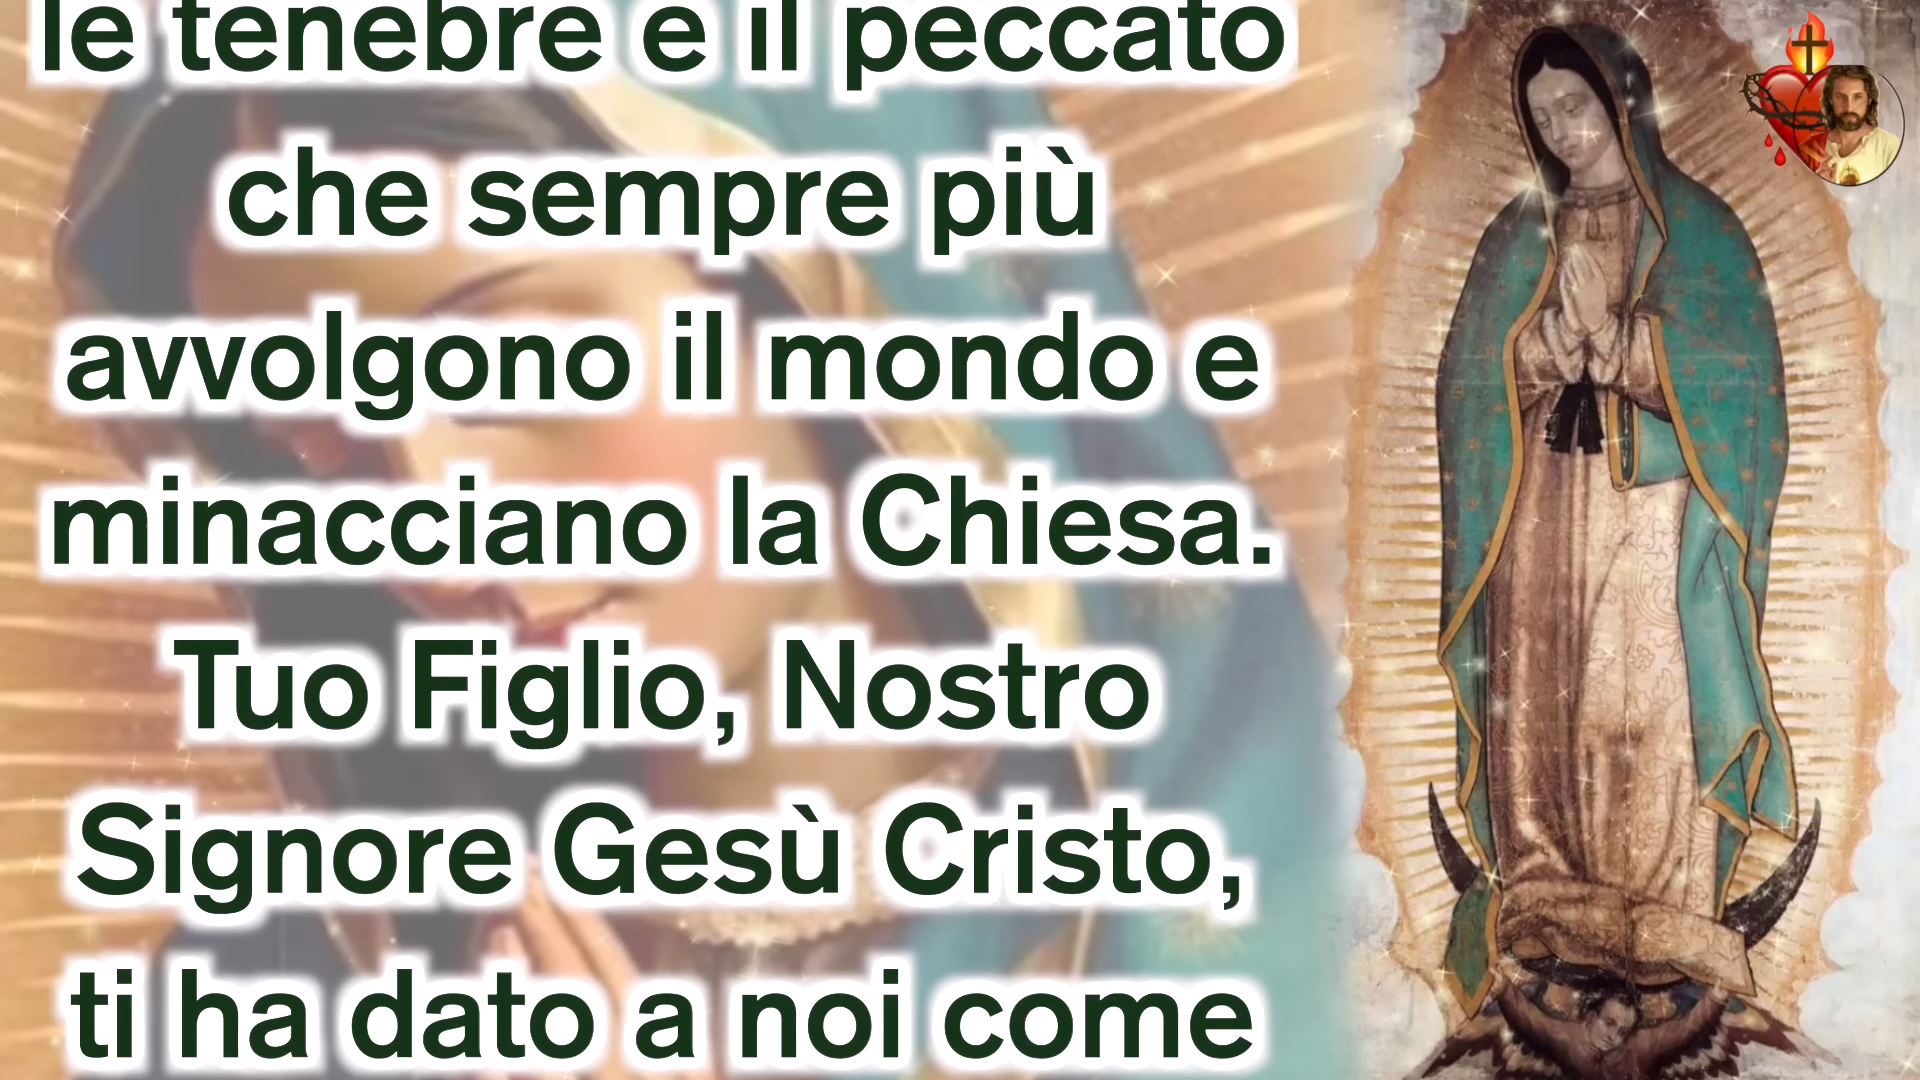 le tenebre e il peccato
che sempre più
avvolgono il mondo e
minacciano la Chiesa.
Tuo Figlio, Nostro
Signore Gesù Cristo,
ti ha dato a noi come